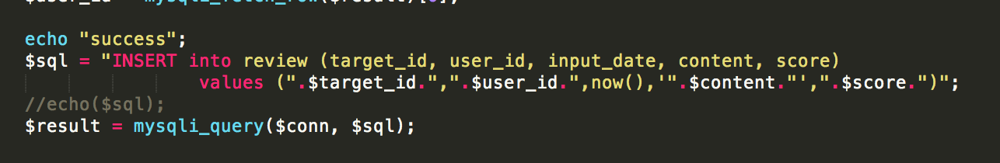 echo "success";
$sql = "INSERT into review (target_id, user_id, input_date, content, score)
values (".$target_id.",".$user_id.",now(),'".$content."',".$score.")";
//echo($sql);
$result = mysqli_query($conn, $sql);